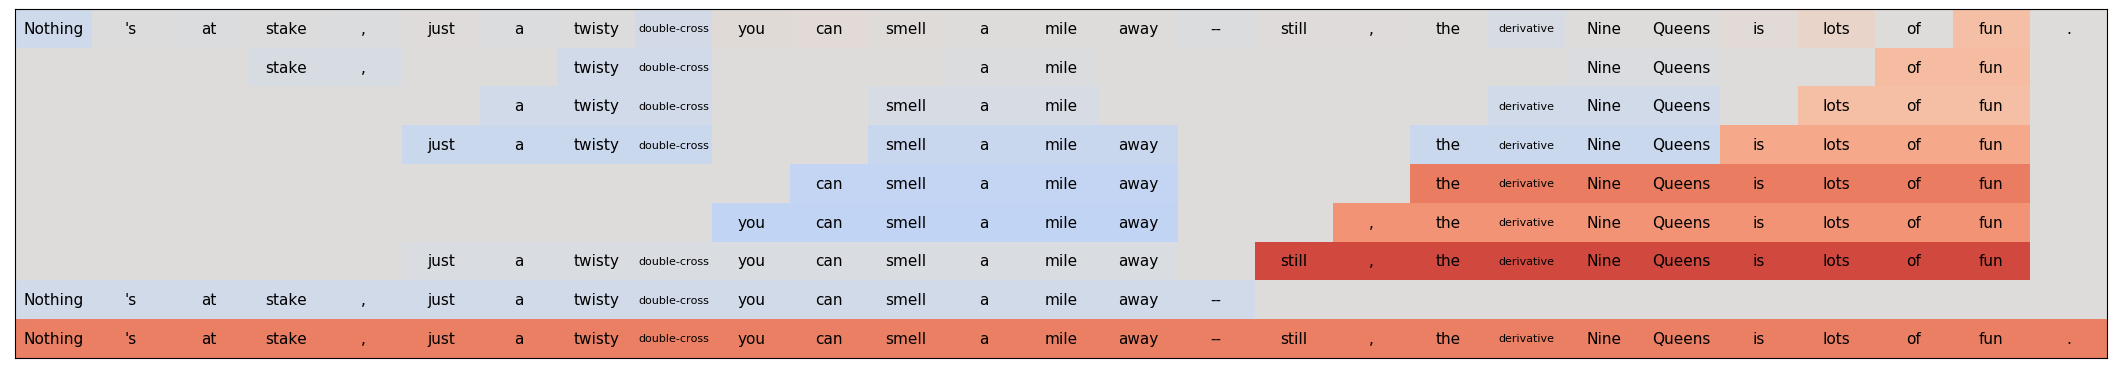 Nothing 's at stake , just a twisty double-cross you can smell a mile away -- still , the derivative Nine Queens is lots of fun .
stake , twisty double-cross a mile Nine Queens of fun
a twisty double-cross smell a mile derivative Nine Queens lots of fun
just a twisty double-cross smell a mile away the derivative Nine Queens is lots of fun
can smell a mile away the derivative Nine Queens is lots of fun
you can smell a mile away , the derivative Nine Queens is lots of fun
just a twisty double-cross you can smell a mile away still , the derivative Nine Queens is lots of fun
Nothing 's at stake , just a twisty double-cross you can smell a mile away --
Nothing 's at stake , just a twisty double-cross you can smell a mile away -- still , the derivative Nine Queens is lots of fun .